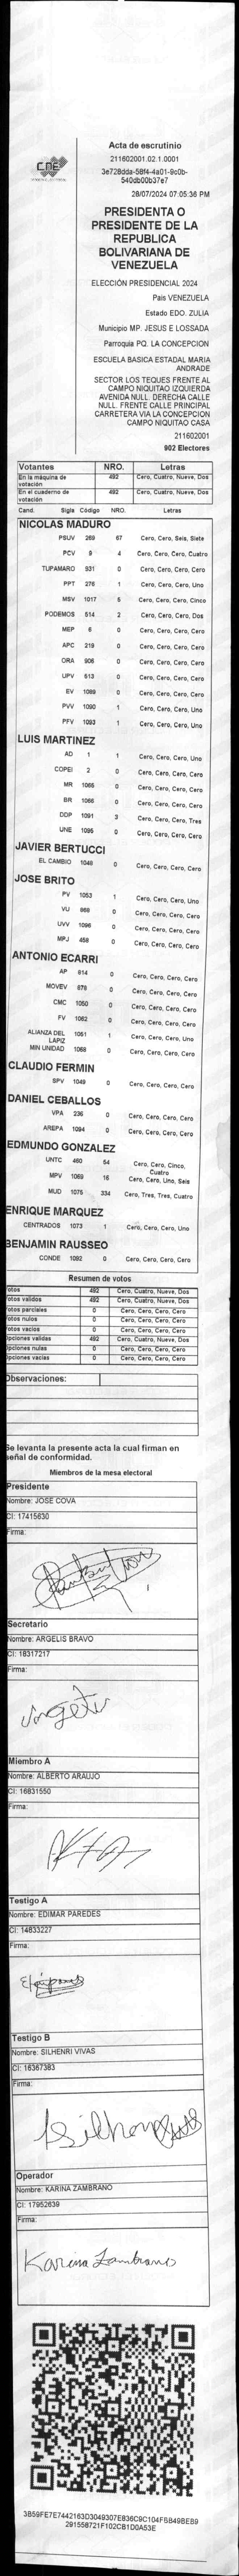 CNE
Acta de escrutinio
211602001.02.1.0001
3e728dda-58f4-4a01-9c0b-
540db00b37e7
28/07/2024 07:05:36 PM
PRESIDENTA O
PRESIDENTE DE LA
REPUBLICA
BOLIVARIANA DE
VENEZUELA
ELECCIÓN PRESIDENCIAL 2024
País VENEZUELA
Estado EDO. ZULIA
Municipio MP. JESUS E LOSSADA
Parroquia PQ. LA CONCEPCION
ESCUELA BASICA ESTADAL MARIA
ANDRADE
SECTOR LOS TEQUES FRENTE AL
CAMPO NIQUITAO IZQUIERDA
AVENIDA NULL. DERECHA CALLE
NULL FRENTE CALLE PRINCIPAL
CARRETERA VIA LA CONCEPCION
CAMPO NIQUITAO CASA
211602001
902 Electores
Votantes NRO. Letras
En la máquina de votación 492 Cero, Cuatro, Nueve, Dos
En el cuaderno de votación 492 Cero, Cuatro, Nueve, Dos
Cand. Sigla Código NRO. Letras
NICOLAS MADURO
PSUV 269 67 Cero, Cero, Seis, Siete
PCV 9 4 Cero, Cero, Cero, Cuatro
TUPAMARO 931 0 Cero, Cero, Cero, Cero
PPT 276 1 Cero, Cero, Cero, Uno
MSV 1017 5 Cero, Cero, Cero, Cinco
PODEMOS 514 2 Cero, Cero, Cero, Dos
MEP 6 0 Cero, Cero, Cero, Cero
APC 219 0 Cero, Cero, Cero, Cero
ORA 906 0 Cero, Cero, Cero, Cero
UPV 513 0 Cero, Cero, Cero, Cero
EV 1099 0 Cero, Cero, Cero, Cero
PVV 1090 1 Cero, Cero, Cero, Uno
PFV 1093 1 Cero, Cero, Cero, Uno
LUIS MARTINEZ
AD 1 1 Cero, Cero, Cero, Uno
COPEI 2 0 Cero, Cero, Cero, Cero
MR 1065 0 Cero, Cero, Cero, Cero
BR 1066 0 Cero, Cero, Cero, Cero
DDP 1091 3 Cero, Cero, Cero, Tres
UNE 1095 0 Cero, Cero, Cero, Cero
JAVIER BERTUCCI
EL CAMBIO 1048 0 Cero, Cero, Cero, Cero
JOSE BRITO
PV 1053 1 Cero, Cero, Cero, Uno
VU 868 0 Cero, Cero, Cero, Cero
UVV 1096 0 Cero, Cero, Cero, Cero
MPJ 458 0 Cero, Cero, Cero, Cero
ANTONIO ECARRI
AP 814 0 Cero, Cero, Cero, Cero
MOVEV 878 0 Cero, Cero, Cero, Cero
CMC 1050 0 Cero, Cero, Cero, Cero
FV 1062 0 Cero, Cero, Cero, Cero
ALIANZA DEL LAPIZ 1051 1 Cero, Cero, Cero, Uno
MIN UNIDAD 1068 0 Cero, Cero, Cero, Cero
CLAUDIO FERMIN
SPV 1049 0 Cero, Cero, Cero, Cero
DANIEL CEBALLOS
VPA 236 0 Cero, Cero, Cero, Cero
AREPA 1094 0 Cero, Cero, Cero, Cero
EDMUNDO GONZALEZ
UNTC 460 54 Cero, Cero, Cinco, Cuatro
MPV 1069 16 Cero, Cero, Uno, Seis
MUD 1075 334 Cero, Tres, Tres, Cuatro
ENRIQUE MARQUEZ
CENTRADOS 1073 1 Cero, Cero, Cero, Uno
BENJAMIN RAUSSEO
CONDE 1092 0 Cero, Cero, Cero, Cero
Resumen de votos
otos 492 Cero, Cuatro, Nueve, Dos
otos validos 492 Cero, Cuatro, Nueve, Dos
otos parciales 0 Cero, Cero, Cero, Cero
otos nulos 0 Cero, Cero, Cero, Cero
otos vacios 0 Cero, Cero, Cero, Cero
pciones validas 492 Cero, Cuatro, Nueve, Dos
pciones nulas 0 Cero, Cero, Cero, Cero
pciones vacias 0 Cero, Cero, Cero, Cero
Observaciones:
Se levanta la presente acta la cual firman en
señal de conformidad.
Miembros de la mesa electoral
Presidente
Nombre: JOSE COVA
CI: 17415630
Firma:
Secretario
Nombre: ARGELIS BRAVO
CI: 18317217
Firma:
Miembro A
Nombre: ALBERTO ARAUJO
CI: 16831550
Firma:
Testigo A
Nombre: EDIMAR PAREDES
CI: 14833227
Firma:
Testigo B
Nombre: SILHENRI VIVAS
CI: 16367383
Firma:
Operador
Nombre: KARINA ZAMBRANO
CI: 17952639
Firma:
Karina Zambrano
3B59FE7E7442163D3049307E836C9C104FBB49BEB9
291558721F102CB1D0A53E